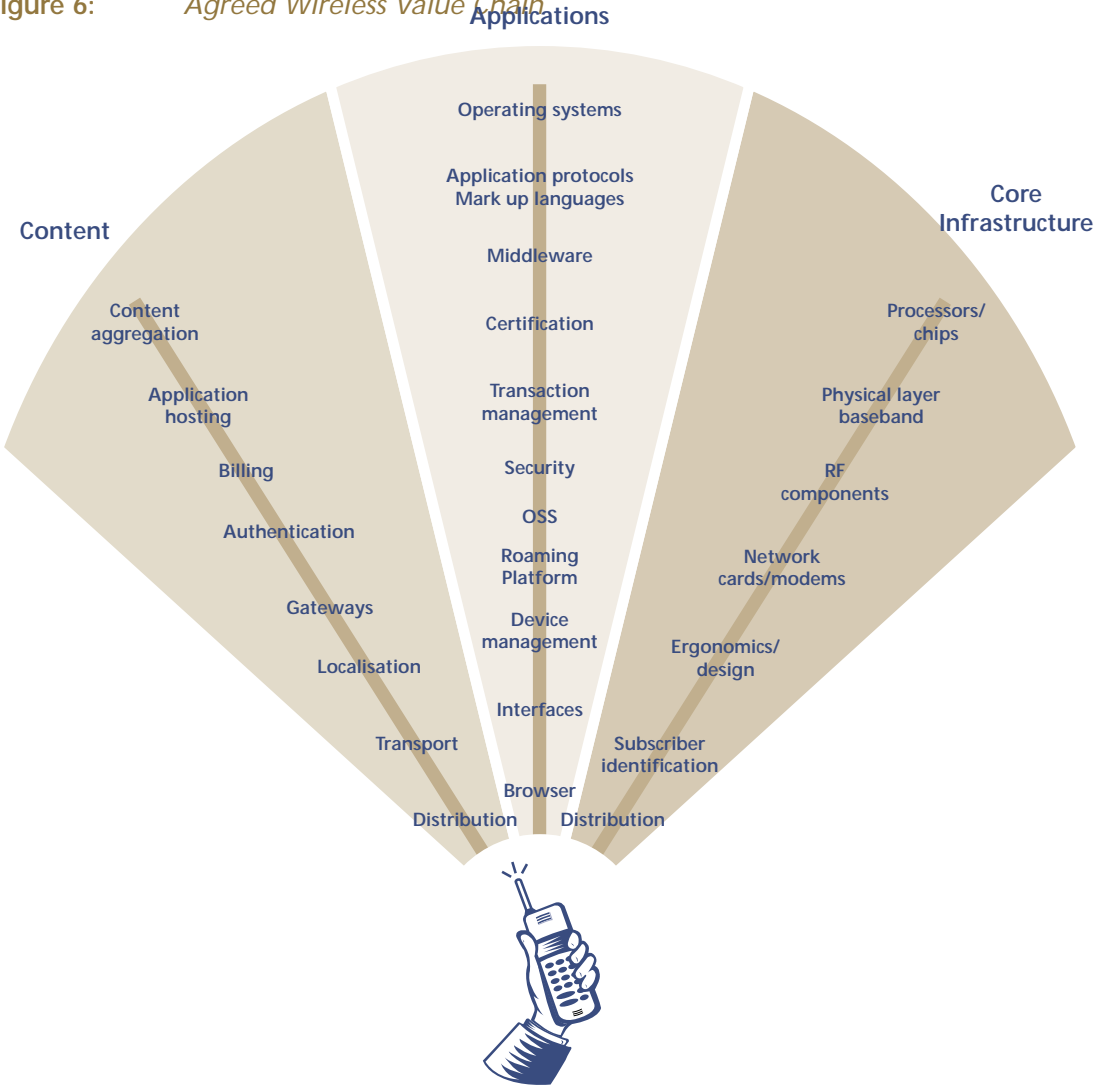 igure 6: Agreed Wireless Value Chain
Applications
Operating systems
Application protocols
Mark up languages
Middleware
Certification
Transaction
management
Security
OSS
Roaming
Platform
Device
management
Interfaces
Browser
Content
Content
aggregation
Application
hosting
Billing
Authentication
Gateways
Localisation
Transport
Distribution
Core
Infrastructure
Processors/
chips
Physical layer
baseband
RF
components
Network
cards/modems
Ergonomics/
design
Subscriber
identification
Distribution